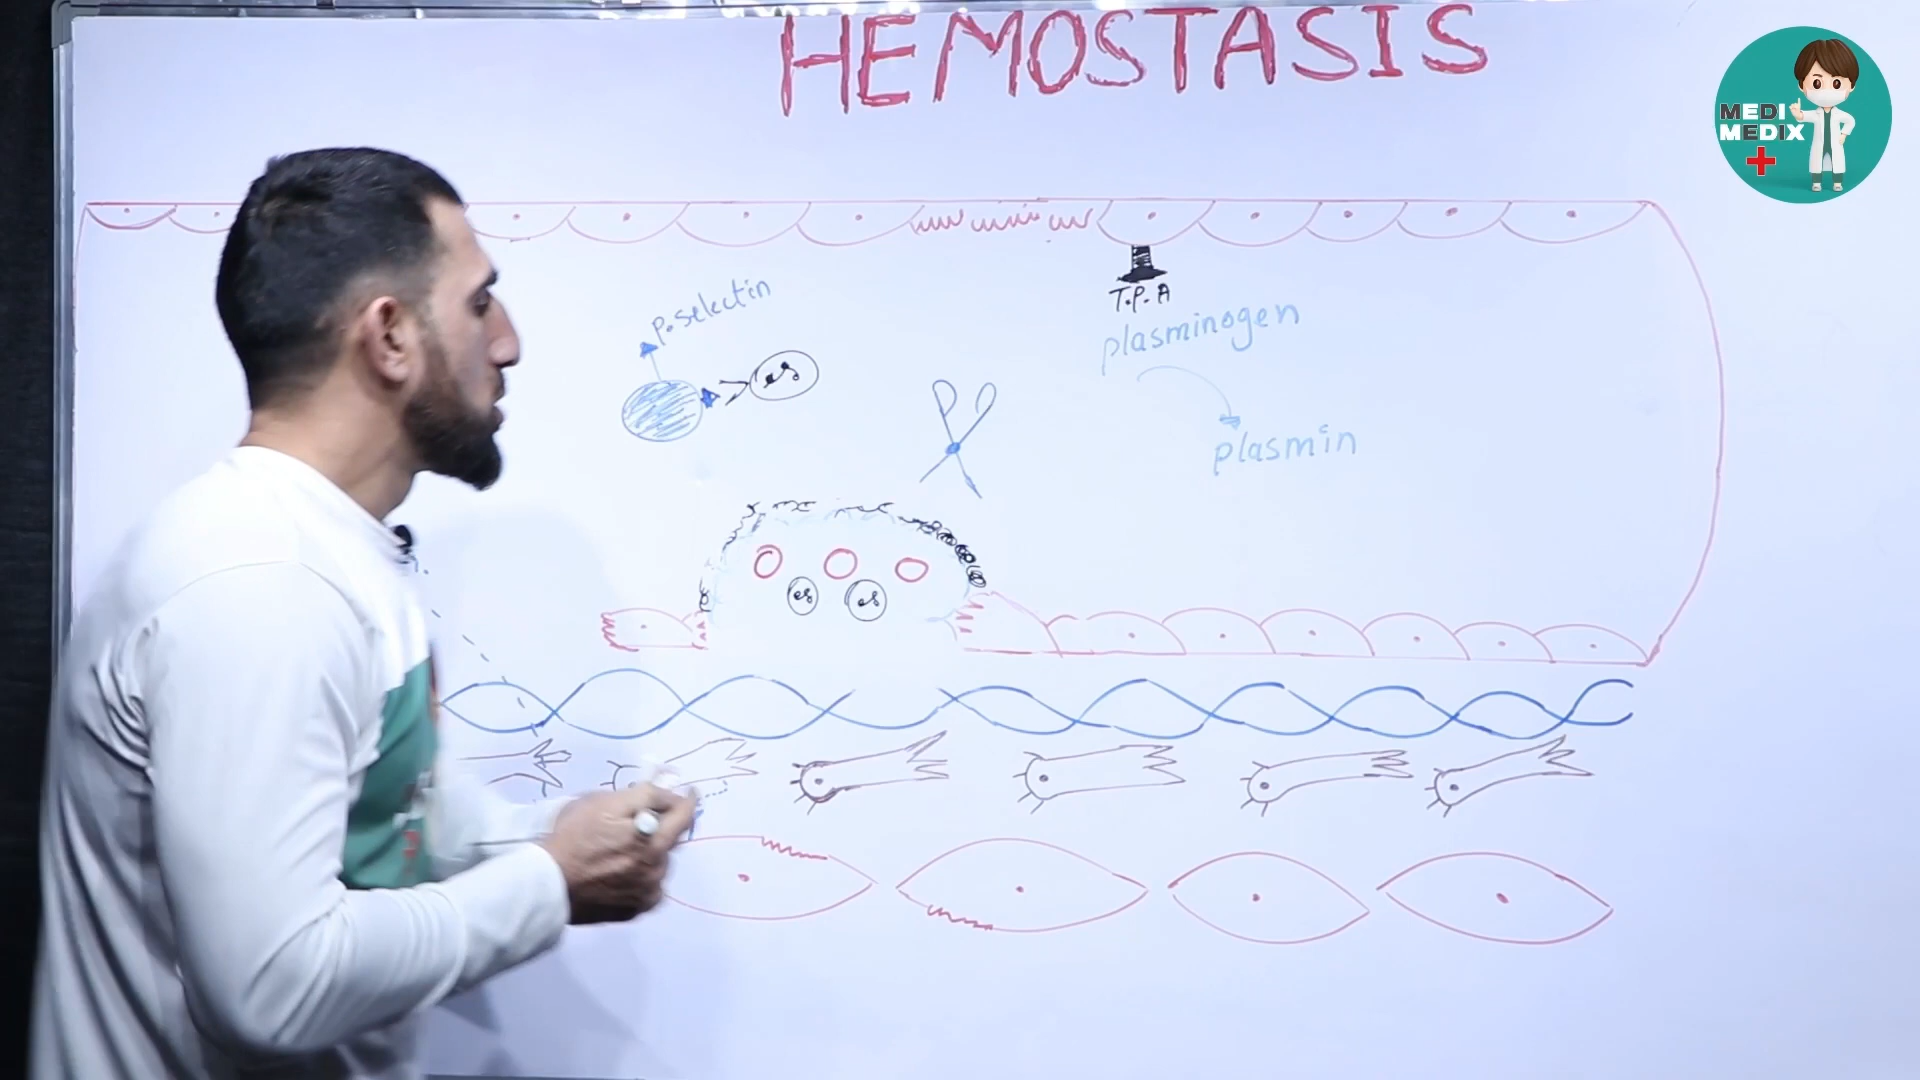 HEMOSTASIS
MEDI
MEDIX
P-selectin
T.P.A
plasminogen
plasmin